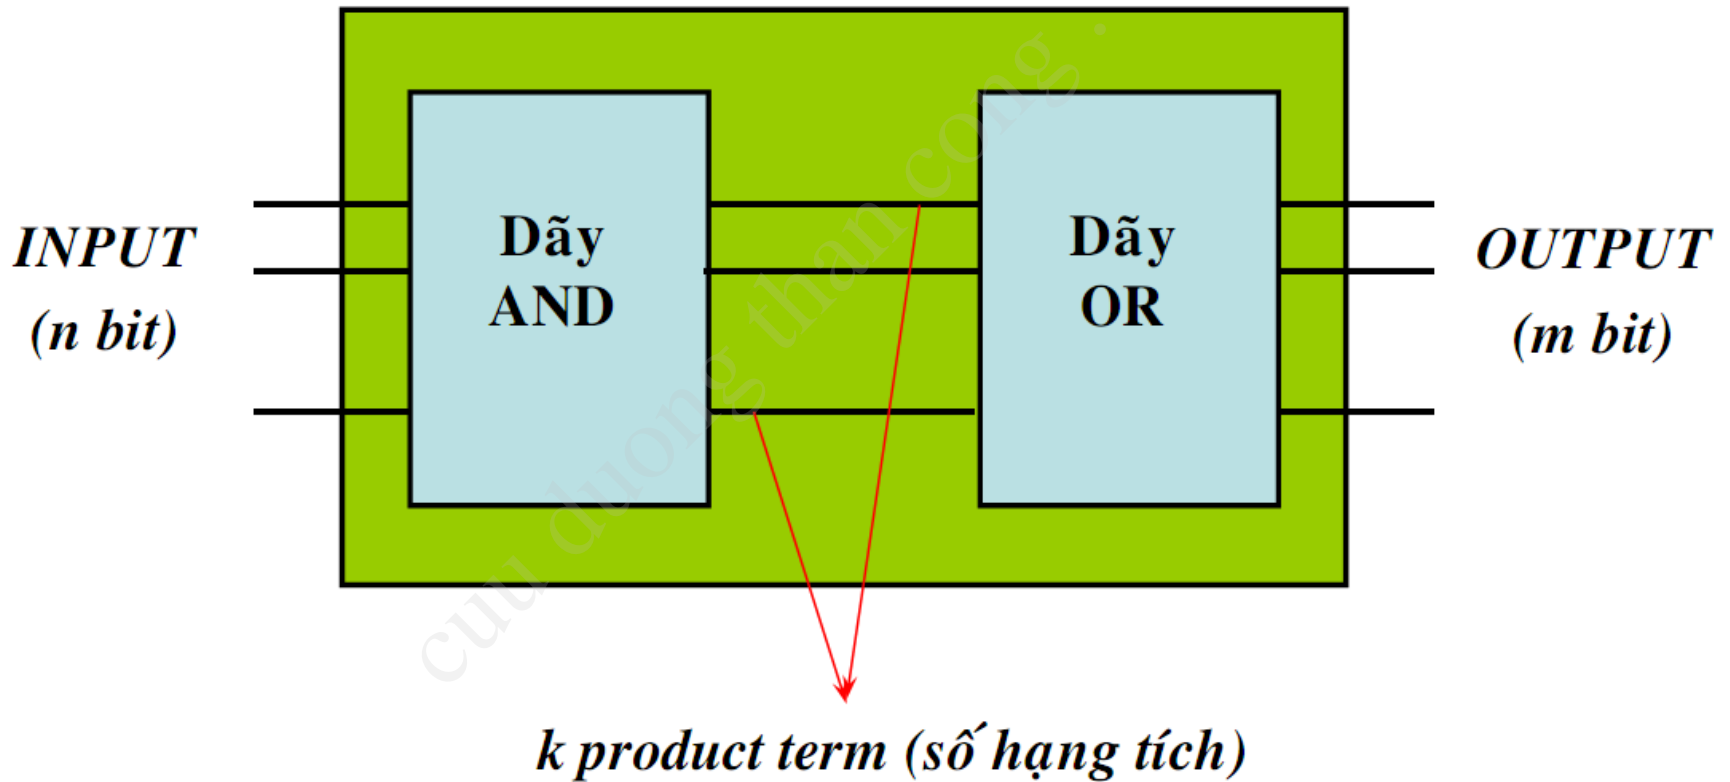 INPUT
(n bit)
Dãy
AND
Dãy
OR
OUTPUT
(m bit)
k product term (số hạng tích)
cuu duong than cong .